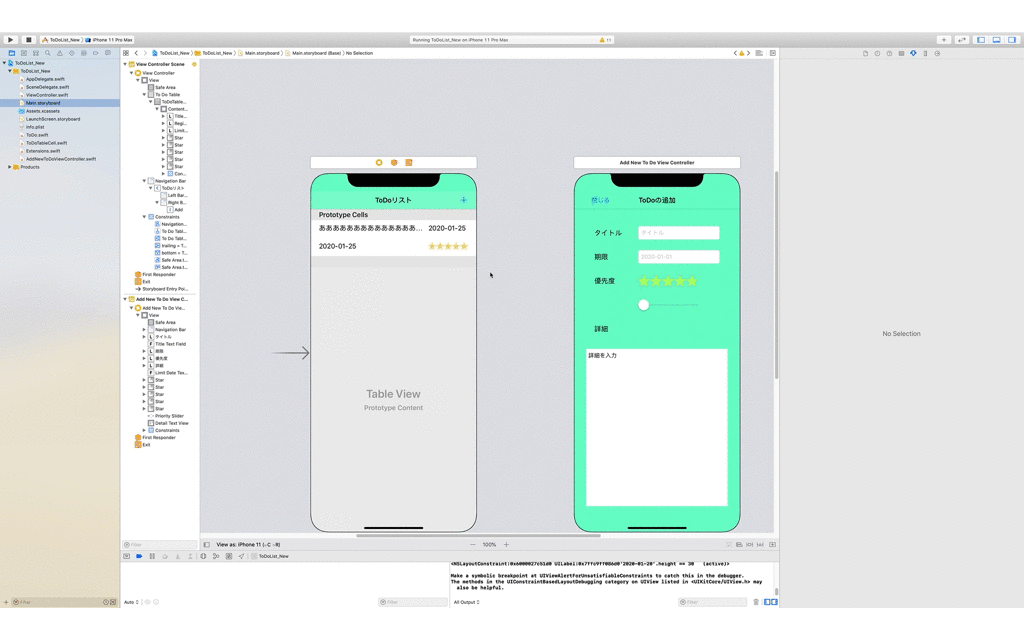 ToDoList_New
iPhone 11 Pro Max
Running ToDoList_New on iPhone 11 Pro Max
11
ToDoList_New
ToDoList_New
Main.storyboard
Main.storyboard (Base)
No Selection
ToDoList_New
ToDoList_New
AppDelegate.swift
SceneDelegate.swift
ViewController.swift
Main.storyboard
Assets.xcassets
LaunchScreen.storyboard
Info.plist
ToDo.swift
ToDoTableCell.swift
Extensions.swift
AddNewToDoViewController.swift
Products
View Controller Scene
View Controller
View
Safe Area
To Do Table
ToDoTable...
Content...
Title...
Regi...
Limit...
Star
Star
Star
Star
Star
Con...
Navigation Bar
ToDoリスト
Left Bar...
Right B...
Add
Constraints
Navigation...
To Do Tabl...
To Do Tabl...
trailing = T...
bottom = T...
Safe Area.t...
Safe Area.t...
First Responder
Exit
Storyboard Entry Poi...
Add New To Do View C...
Add New To Do Vie...
View
Safe Area
Navigation Bar
タイトル
Title Text Field
期限
優先度
詳細
Limit Date Tex...
Star
Star
Star
Star
Star
Priority Slider
Detail Text View
Constraints
First Responder
Exit
ToDoリスト
+
Prototype Cells
ああああああああああああああ... 2020-01-25
2020-01-25
Table View
Prototype Content
Add New To Do View Controller
閉じる
ToDoの追加
タイトル
タイトル
期限
2020-01-01
優先度
詳細
詳細を入力
No Selection
Filter
View as: iPhone 11
100%
ToDoList_New
Make a symbolic breakpoint at UIViewAlertForUnsatisfiableConstraints to catch this in the debugger.
The methods in the UIConstraintBasedLayoutDebugging category on UIView listed in <UIKitCore/UIView.h> may
also be helpful.
Filter
Auto
Filter
All Output
Filter